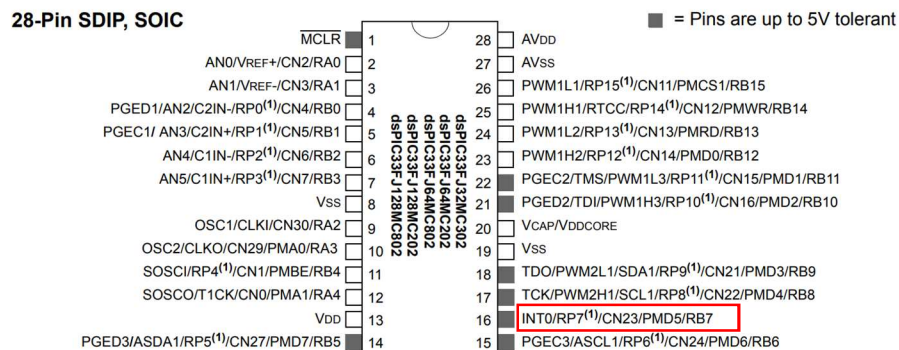 28-Pin SDIP, SOIC
= Pins are up to 5V tolerant
MCLR 1 28 AVDD
AN0/VREF+/CN2/RA0 2 27 AVSS
AN1/VREF-/CN3/RA1 3 26 PWM1L1/RP15(1)/CN11/PMCS1/RB15
PGED1/AN2/C2IN-/RP0(1)/CN4/RB0 4 25 PWM1H1/RTCC/RP14(1)/CN12/PMWR/RB14
PGEC1/ AN3/C2IN+/RP1(1)/CN5/RB1 5 24 PWM1L2/RP13(1)/CN13/PMRD/RB13
AN4/C1IN-/RP2(1)/CN6/RB2 6 23 PWM1H2/RP12(1)/CN14/PMD0/RB12
AN5/C1IN+/RP3(1)/CN7/RB3 7 22 PGEC2/TMS/PWM1L3/RP11(1)/CN15/PMD1/RB11
VSS 8 21 PGED2/TDI/PWM1H3/RP10(1)/CN16/PMD2/RB10
OSC1/CLKI/CN30/RA2 9 20 VCAP/VDDCORE
OSC2/CLKO/CN29/PMA0/RA3 10 19 VSS
SOSCI/RP4(1)/CN1/PMBE/RB4 11 18 TDO/PWM2L1/SDA1/RP9(1)/CN21/PMD3/RB9
SOSCO/T1CK/CN0/PMA1/RA4 12 17 TCK/PWM2H1/SCL1/RP8(1)/CN22/PMD4/RB8
VDD 13 16 INT0/RP7(1)/CN23/PMD5/RB7
PGED3/ASDA1/RP5(1)/CN27/PMD7/RB5 14 15 PGEC3/ASCL1/RP6(1)/CN24/PMD6/RB6
dsPIC33FJ32MC302
dsPIC33FJ64MC202
dsPIC33FJ64MC802
dsPIC33FJ128MC202
dsPIC33FJ128MC802